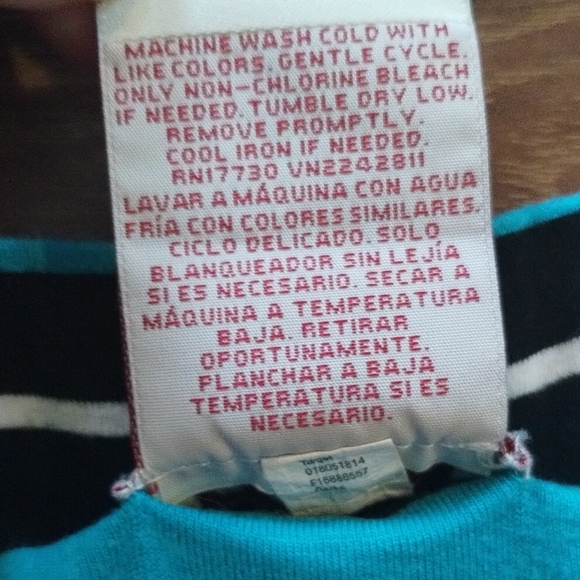 MACHINE WASH COLD WITH
LIKE COLORS. GENTLE CYCLE.
ONLY NON-CHLORINE BLEACH
IF NEEDED. TUMBLE DRY LOW.
REMOVE PROMPTLY.
COOL IRON IF NEEDED.
RN17730 VN2242811
LAVAR A MÁQUINA CON AGUA
FRÍA CON COLORES SIMILARES.
CICLO DELICADO. SOLO
BLANQUEADOR SIN LEJÍA
SI ES NECESARIO. SECAR A
MÁQUINA A TEMPERATURA
BAJA. RETIRAR
OPORTUNAMENTE.
PLANCHAR A BAJA
TEMPERATURA SI ES
NECESARIO.